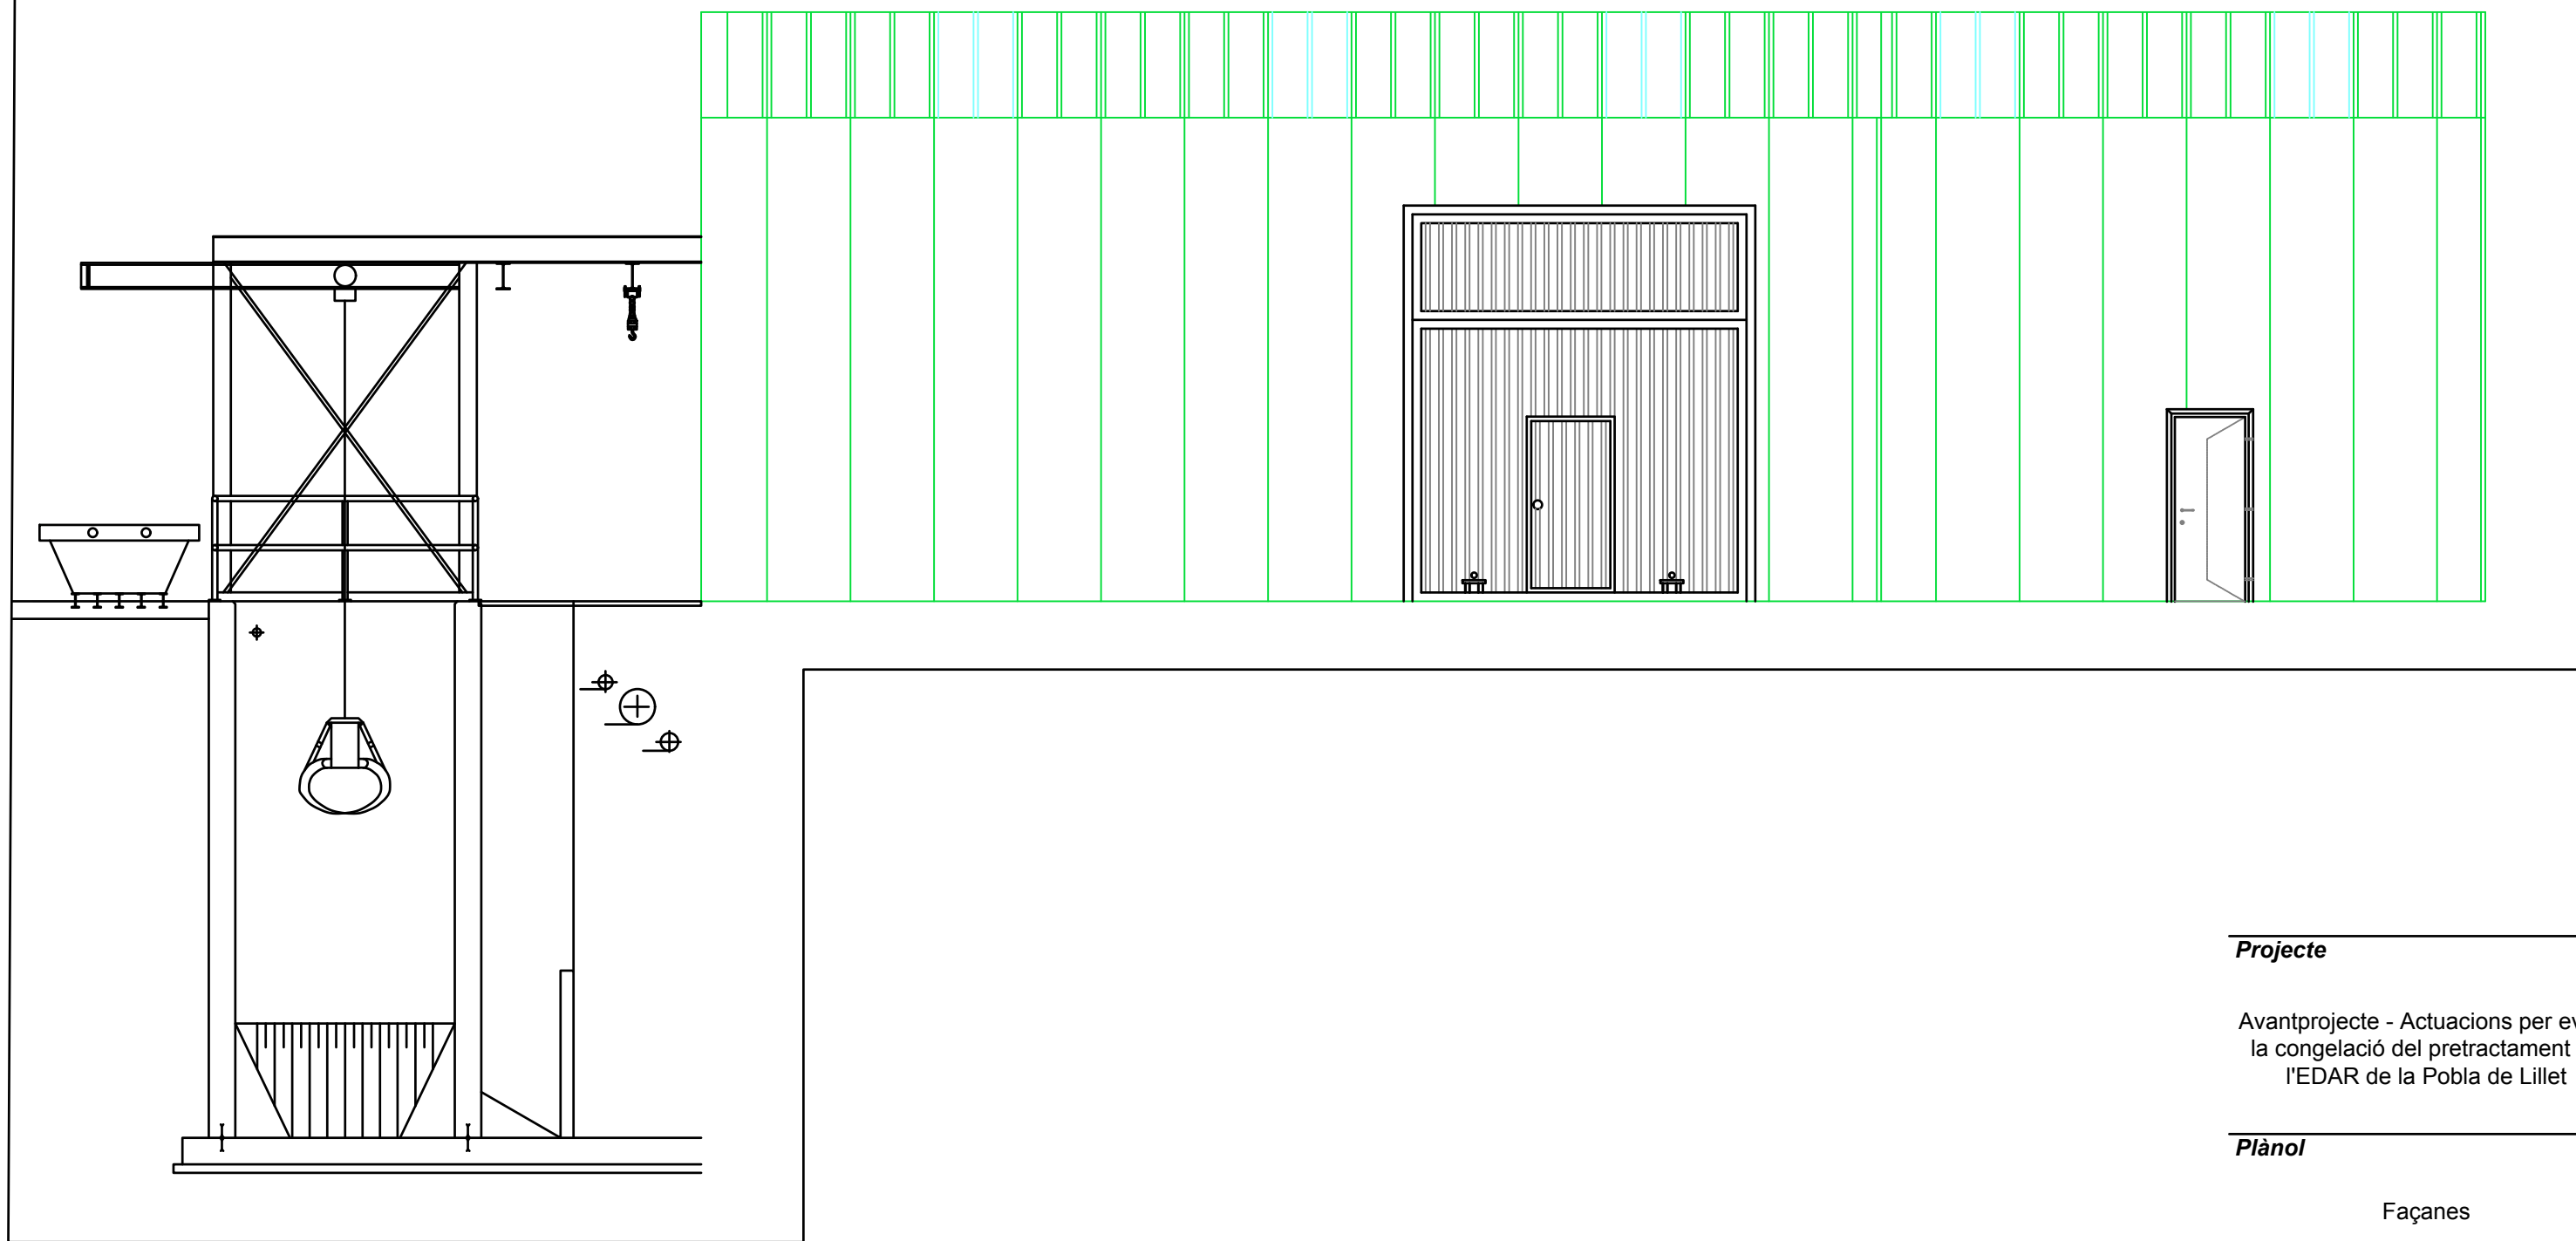 Projecte
Avantprojecte - Actuacions per
la congelació del pretractament
l'EDAR de la Pobla de Lillet
Plànol
Façanes